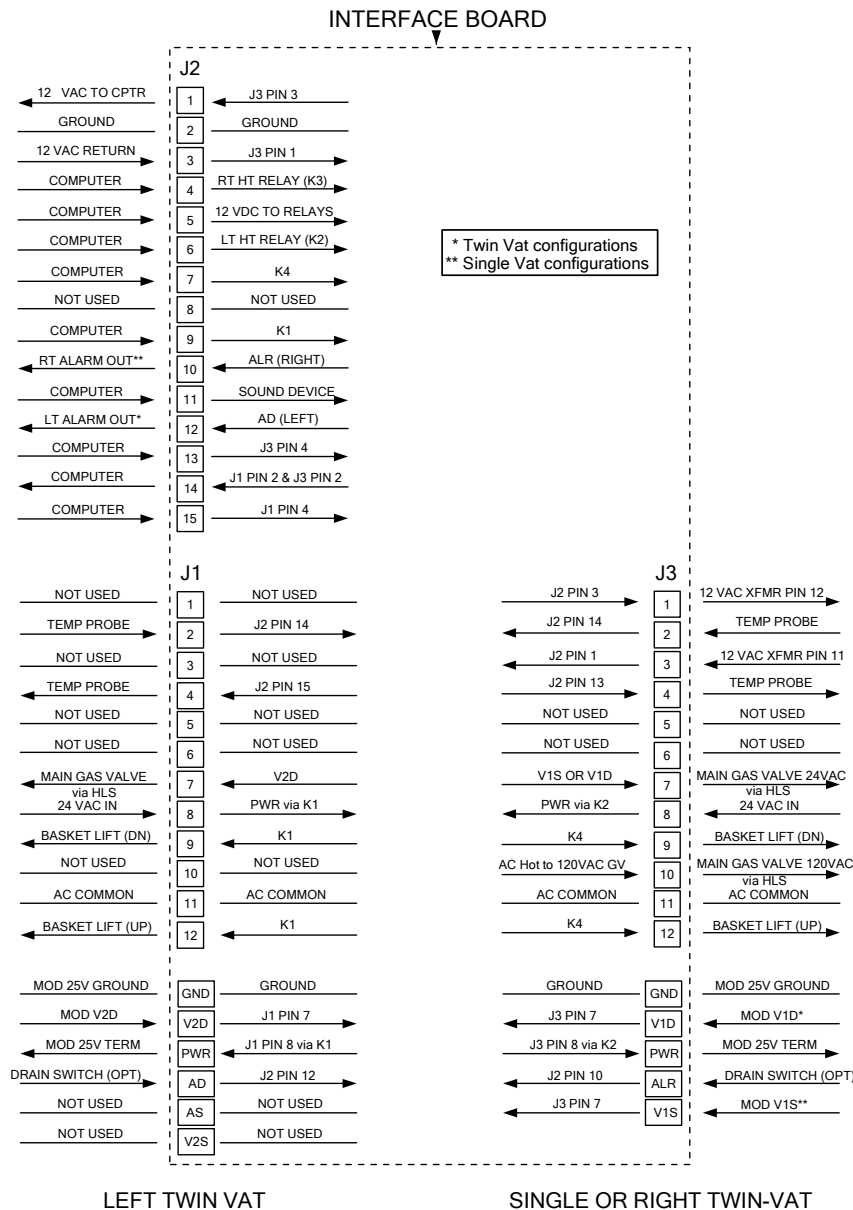 INTERFACE BOARD
J2
12 VAC TO CPTR 1 J3 PIN 3
GROUND 2 GROUND
12 VAC RETURN 3 J3 PIN 1
COMPUTER 4 RT HT RELAY (K3)
COMPUTER 5 12 VDC TO RELAYS
COMPUTER 6 LT HT RELAY (K2)
COMPUTER 7 K4
NOT USED 8 NOT USED
COMPUTER 9 K1
RT ALARM OUT** 10 ALR (RIGHT)
COMPUTER 11 SOUND DEVICE
LT ALARM OUT* 12 AD (LEFT)
COMPUTER 13 J3 PIN 4
COMPUTER 14 J1 PIN 2 & J3 PIN 2
COMPUTER 15 J1 PIN 4
* Twin Vat configurations
** Single Vat configurations
J1
NOT USED 1 NOT USED
TEMP PROBE 2 J2 PIN 14
NOT USED 3 NOT USED
TEMP PROBE 4 J2 PIN 15
NOT USED 5 NOT USED
NOT USED 6 NOT USED
MAIN GAS VALVE 7 V2D
via HLS
24 VAC IN 8 PWR via K1
BASKET LIFT (DN) 9 K1
NOT USED 10 NOT USED
AC COMMON 11 AC COMMON
BASKET LIFT (UP) 12 K1
MOD 25V GROUND GND GROUND
MOD V2D V2D J1 PIN 7
MOD 25V TERM PWR J1 PIN 8 via K1
DRAIN SWITCH (OPT) AD J2 PIN 12
NOT USED AS NOT USED
NOT USED V2S NOT USED
J3
J2 PIN 3 1 12 VAC XFMR PIN 12
J2 PIN 14 2 TEMP PROBE
J2 PIN 1 3 12 VAC XFMR PIN 11
J2 PIN 13 4 TEMP PROBE
NOT USED 5 NOT USED
NOT USED 6 NOT USED
V1S OR V1D 7 MAIN GAS VALVE 24VAC
via HLS
PWR via K2 8 24 VAC IN
K4 9 BASKET LIFT (DN)
AC Hot to 120VAC GV 10 MAIN GAS VALVE 120VAC
via HLS
AC COMMON 11 AC COMMON
K4 12 BASKET LIFT (UP)
GROUND GND MOD 25V GROUND
J3 PIN 7 V1D MOD V1D*
J3 PIN 8 via K2 PWR MOD 25V TERM
J2 PIN 10 ALR DRAIN SWITCH (OPT)
J3 PIN 7 V1S MOD V1S**
LEFT TWIN VAT
SINGLE OR RIGHT TWIN-VAT